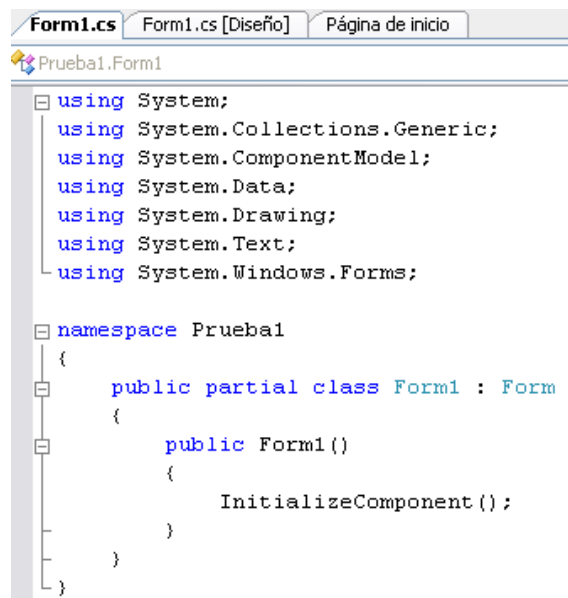 Form1.cs Form1.cs [Diseño] Página de inicio
Prueba1.Form1
using System;
using System.Collections.Generic;
using System.ComponentModel;
using System.Data;
using System.Drawing;
using System.Text;
using System.Windows.Forms;
namespace Prueba1
{
public partial class Form1 : Form
{
public Form1()
{
InitializeComponent();
}
}
}